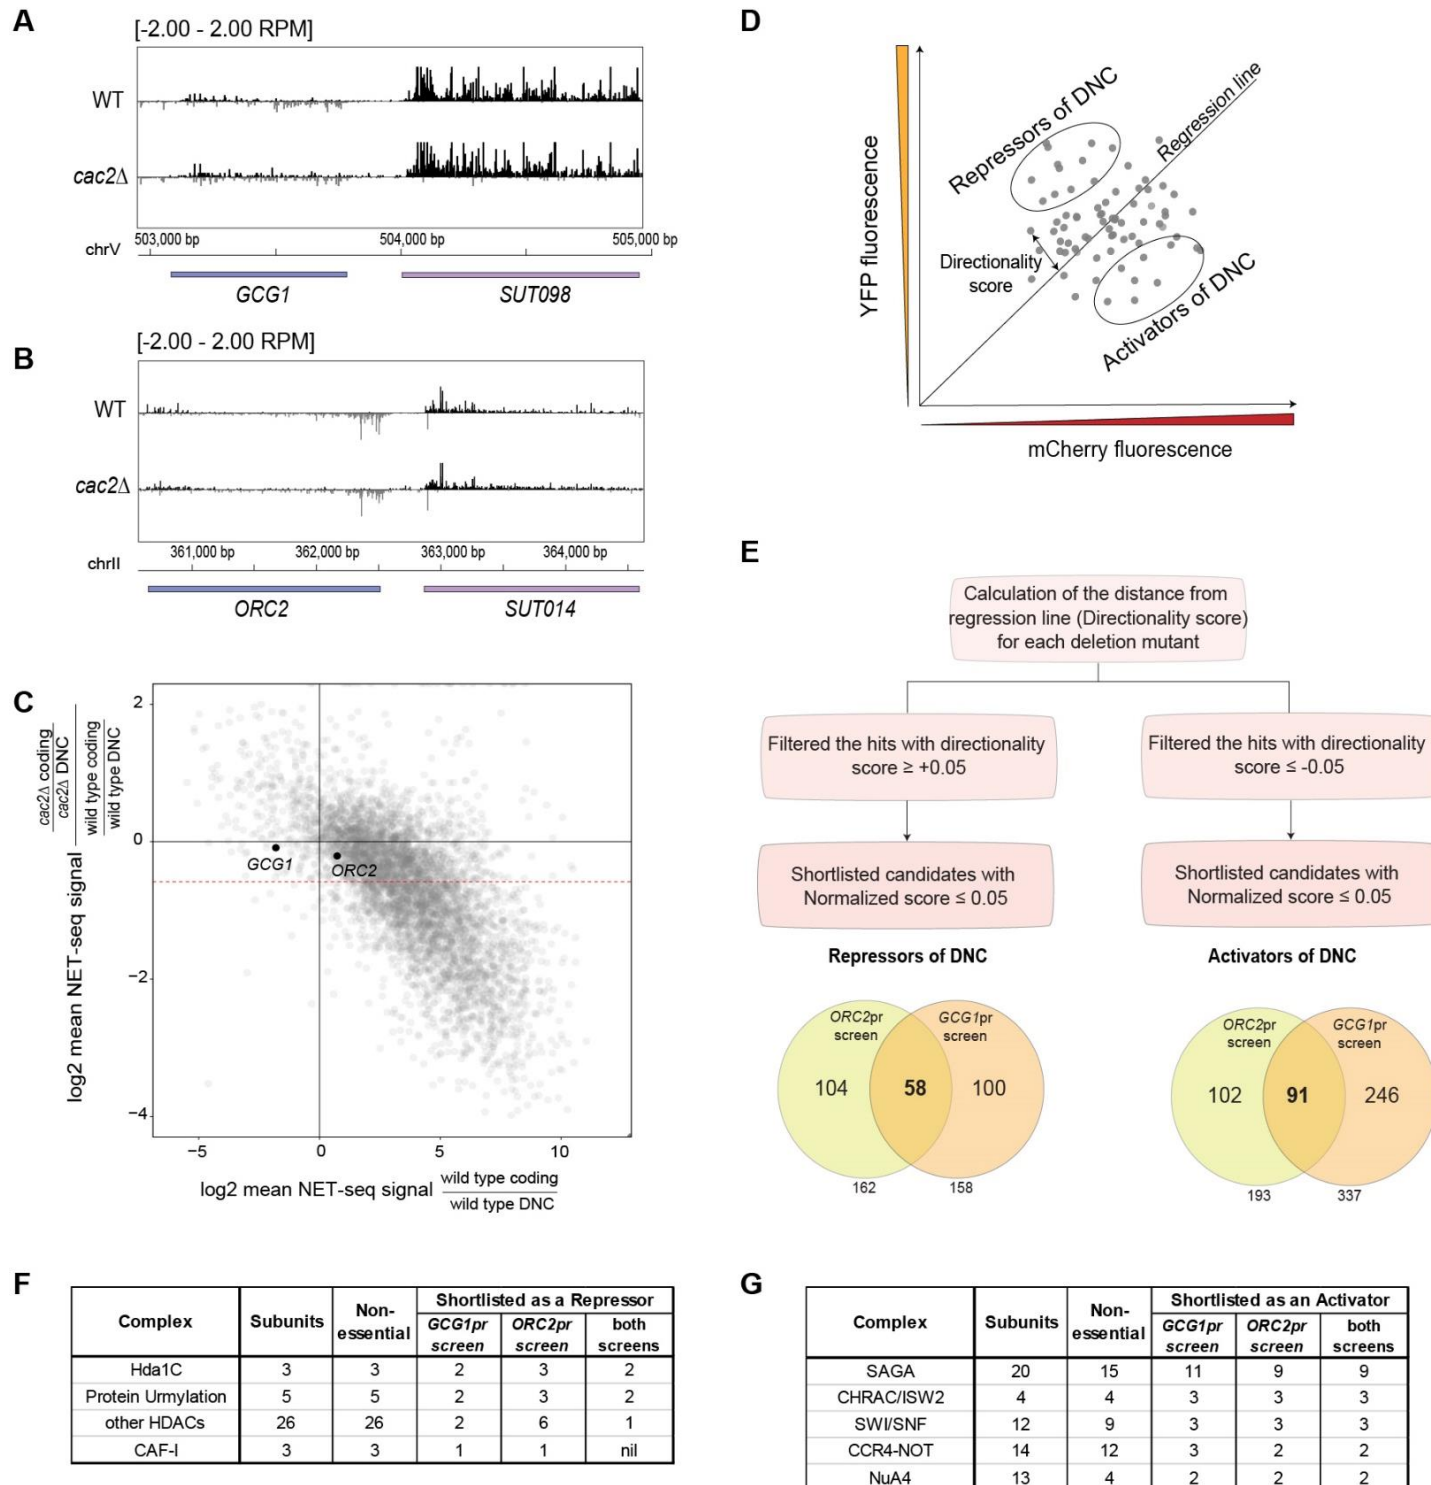 A
[-2.00 - 2.00 RPM]
WT
cac2Δ
503,000 bp
504,000 bp
505,000 bp
chrV
GCG1
SUT098
B
[-2.00 - 2.00 RPM]
WT
cac2Δ
361,000 bp
362,000 bp
363,000 bp
364,000 bp
chrII
ORC2
SUT014
C
log2 mean NET-seq signal
cac2Δ coding
cac2Δ DNC
wild type coding
wild type DNC
2
0
−2
−4
GCG1
ORC2
−5
0
5
10
log2 mean NET-seq signal
wild type coding
wild type DNC
D
YFP fluorescence
Repressors of DNC
Regression line
Directionality
score
Activators of DNC
mCherry fluorescence
E
Calculation of the distance from
regression line (Directionality score)
for each deletion mutant
Filtered the hits with directionality
score ≥ +0.05
Filtered the hits with directionality
score ≤ -0.05
Shortlisted candidates with
Normalized score ≤ 0.05
Shortlisted candidates with
Normalized score ≤ 0.05
Repressors of DNC
ORC2pr
screen
GCG1pr
screen
104
58
100
162
158
Activators of DNC
ORC2pr
screen
GCG1pr
screen
102
91
246
193
337
F
Complex Subunits Non-essential Shortlisted as a Repressor
GCG1pr screen ORC2pr screen both screens
Hda1C 3 3 2 3 2
Protein Urmylation 5 5 2 3 2
other HDACs 26 26 2 6 1
CAF-I 3 3 1 1 nil
G
Complex Subunits Non-essential Shortlisted as an Activator
GCG1pr screen ORC2pr screen both screens
SAGA 20 15 11 9 9
CHRAC/ISW2 4 4 3 3 3
SWI/SNF 12 9 3 3 3
CCR4-NOT 14 12 3 2 2
NuA4 13 4 2 2 2